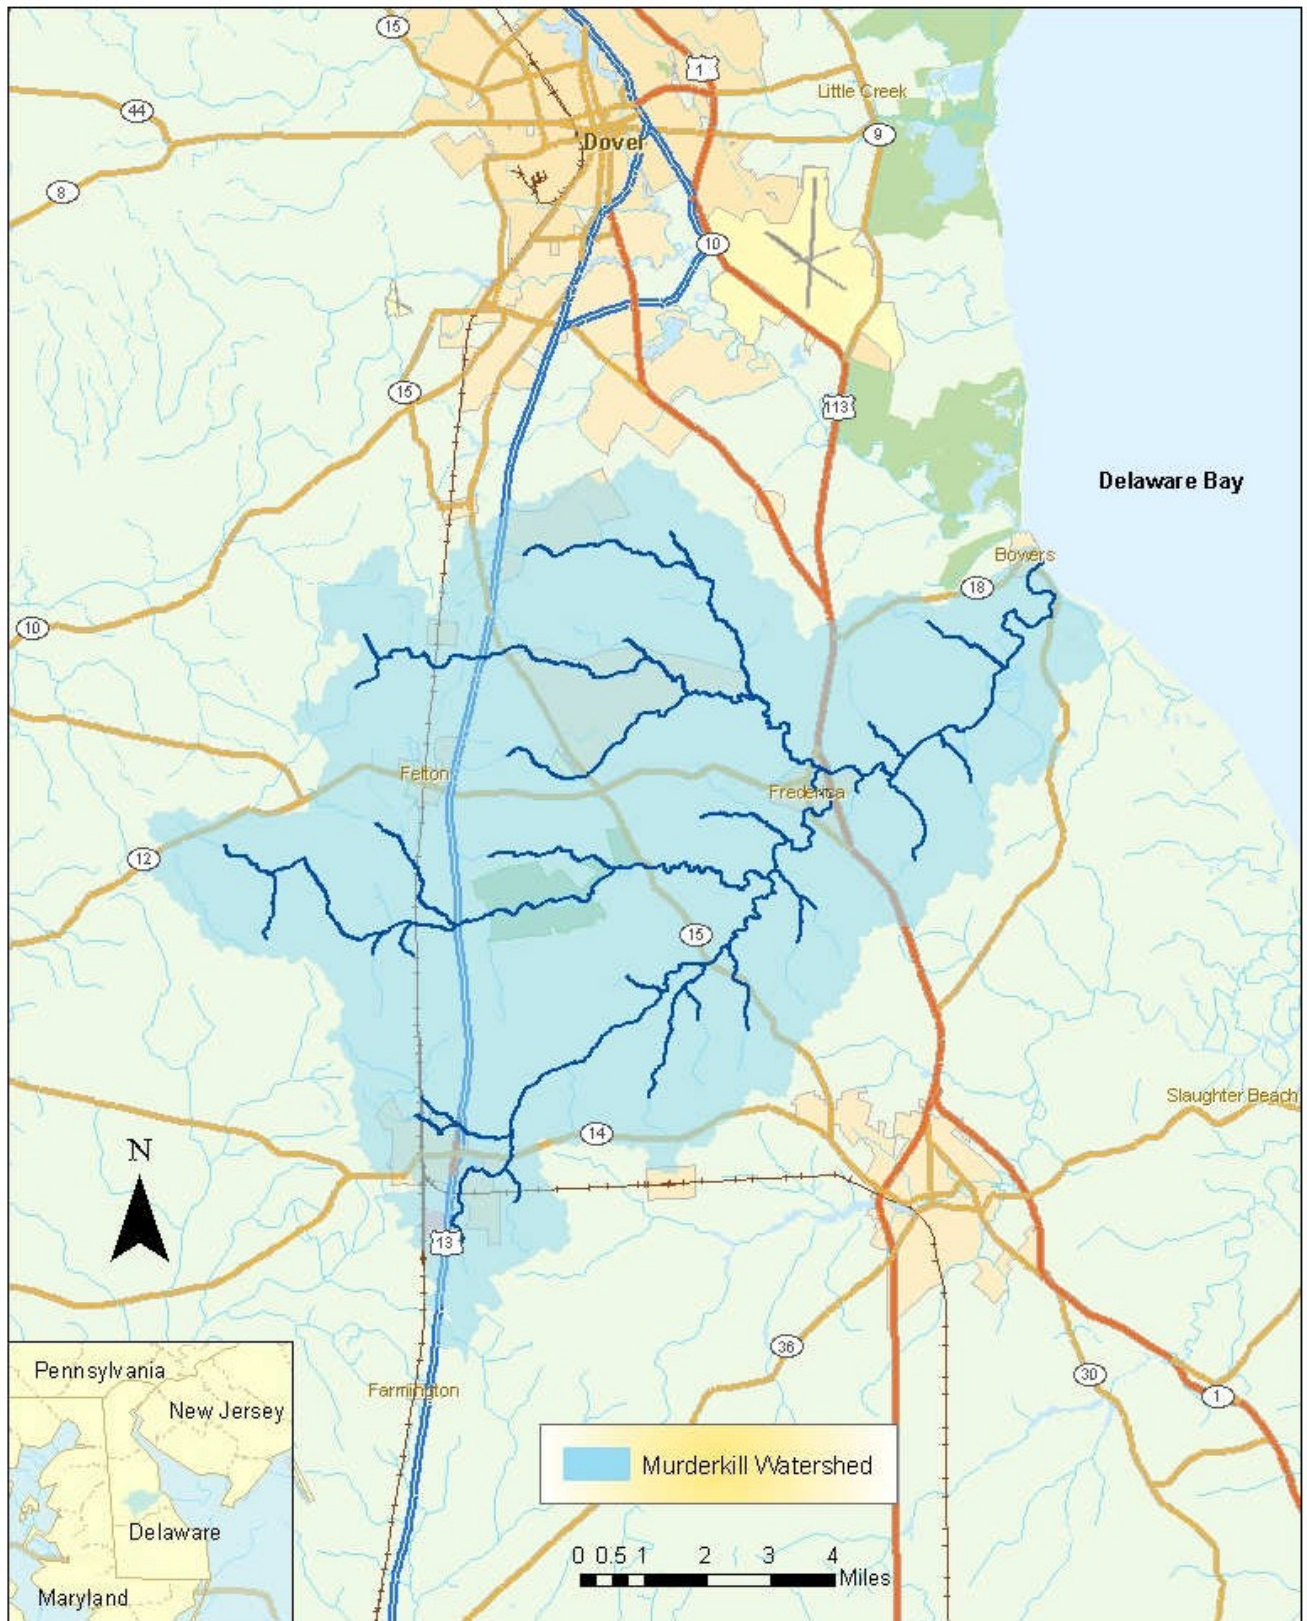 15
1
Little Creek
44
Dover
9
8
10
15
113
Delaware Bay
Bowers
18
10
Felton
Frederica
12
15
Slaughter Beach
14
N
13
36
30
Farmington
1
Pennsylvania
New Jersey
Delaware
Maryland
Murderkill Watershed
0 0.5 1 2 3 4
Miles